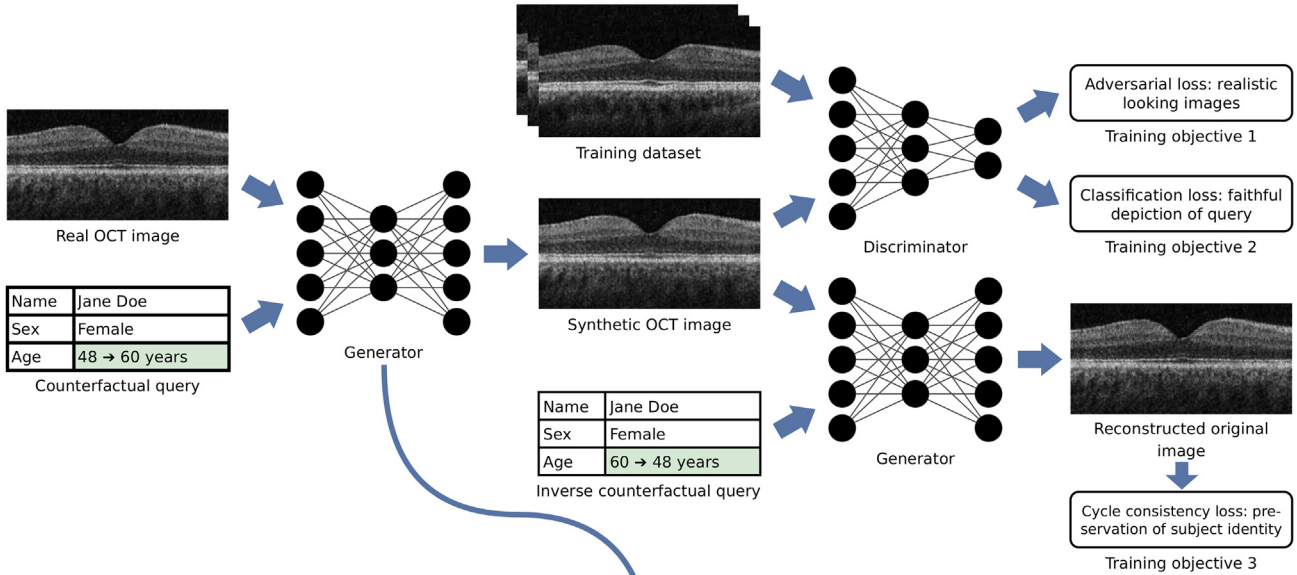 Training dataset
Adversarial loss: realistic
looking images
Training objective 1
Real OCT image
Classification loss: faithful
depiction of query
Training objective 2
Discriminator
Name Jane Doe
Sex Female
Age 48 → 60 years
Counterfactual query
Generator
Synthetic OCT image
Name Jane Doe
Sex Female
Age 60 → 48 years
Inverse counterfactual query
Generator
Reconstructed original
image
Cycle consistency loss: pre-
servation of subject identity
Training objective 3